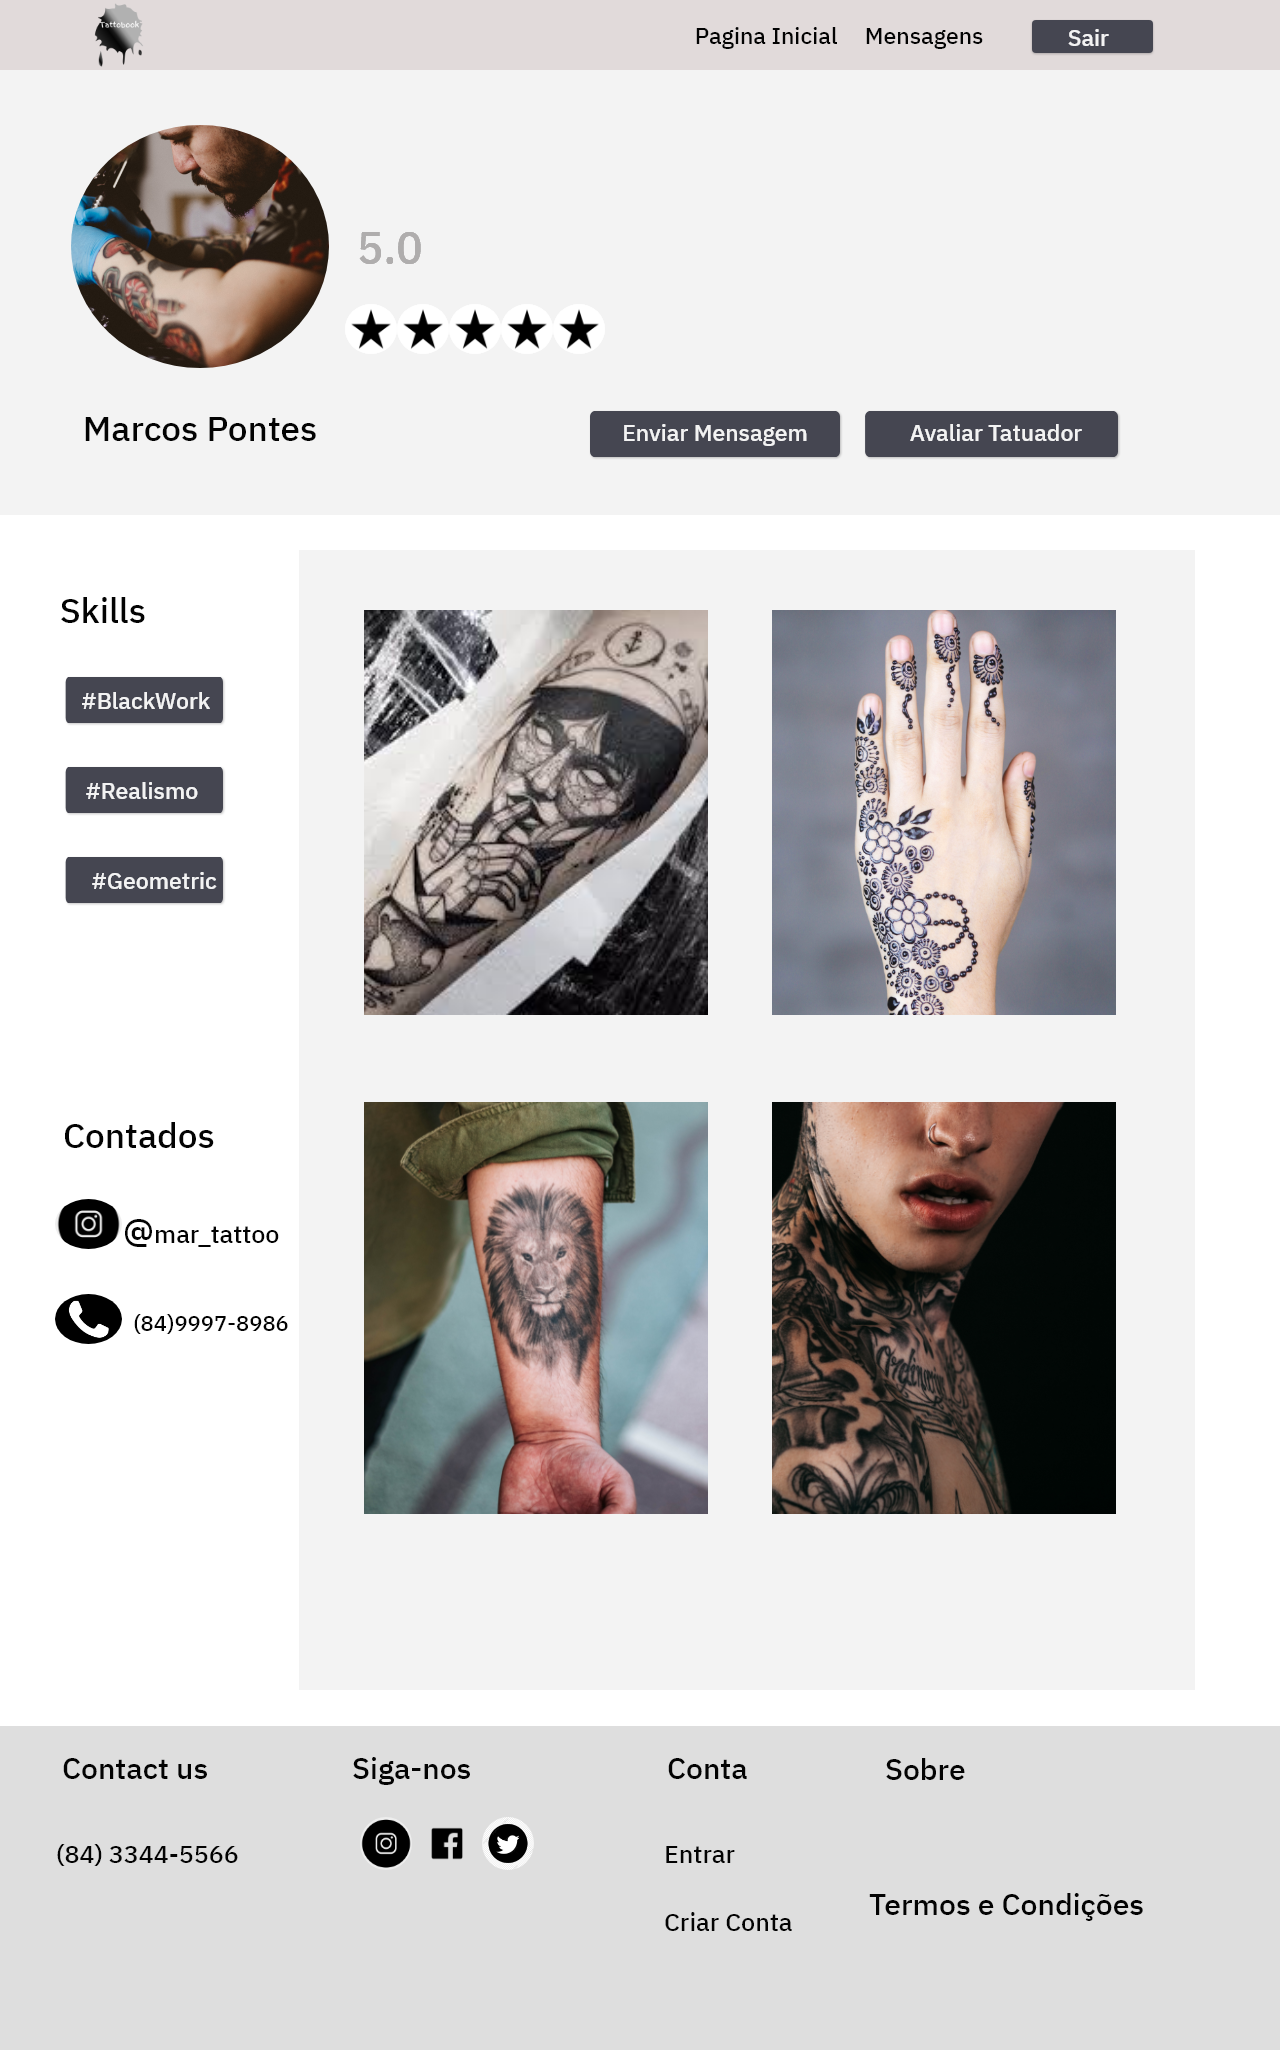 Tattobook
Pagina Inicial
Mensagens
Sair
5.0
Marcos Pontes
Enviar Mensagem
Avaliar Tatuador
Skills
#BlackWork
#Realismo
#Geometric
Contados
@mar_tattoo
(84)9997-8986
Contact us
Siga-nos
Conta
Sobre
(84) 3344-5566
Entrar
Criar Conta
Termos e Condições